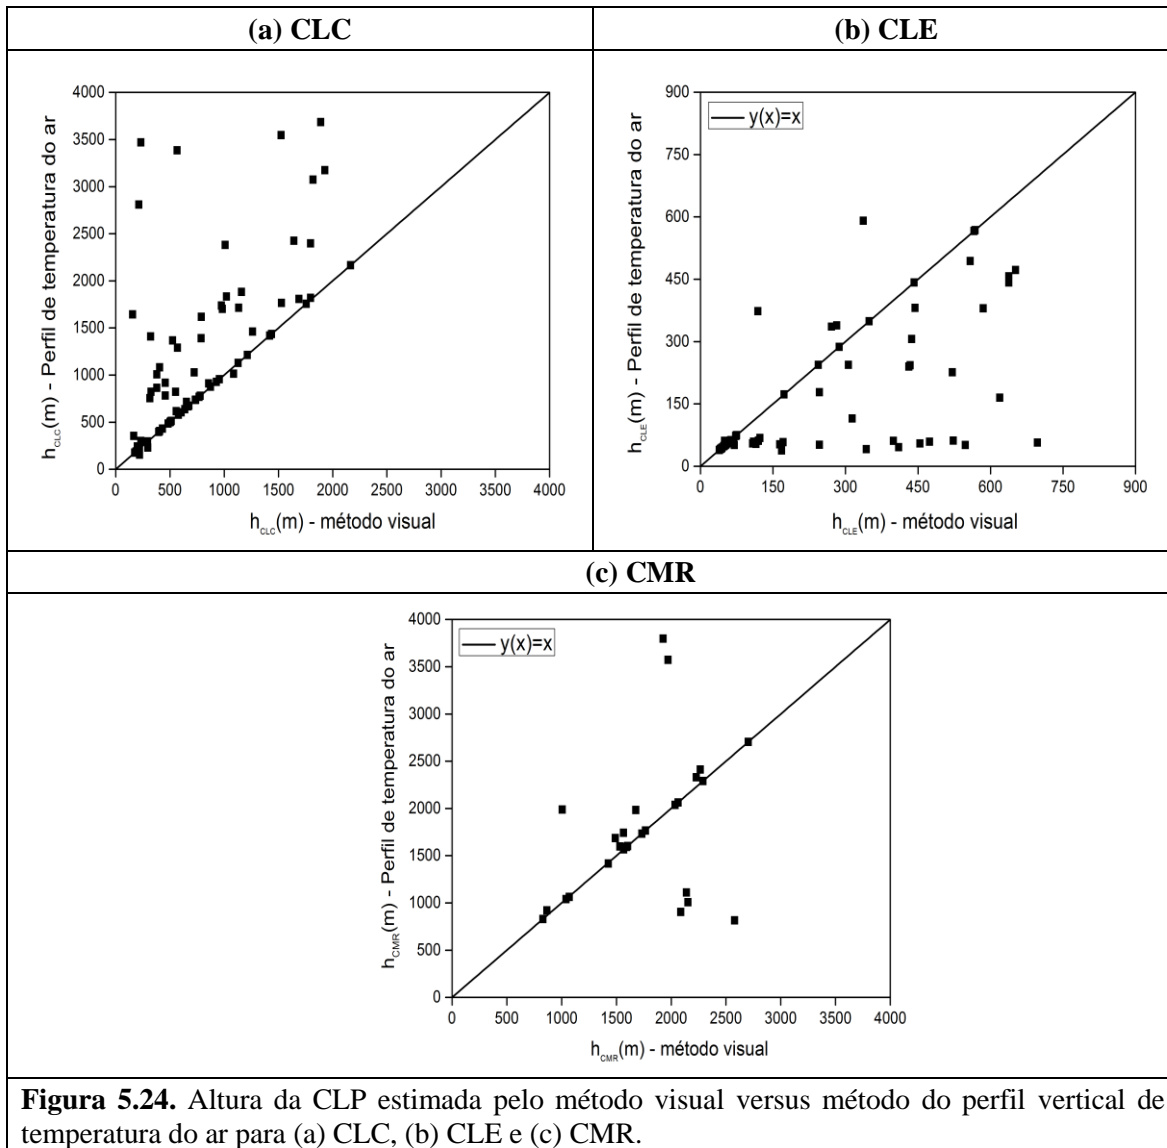 (a) CLC
(b) CLE
h_CLC(m) - Perfil de temperatura do ar
4000
3500
3000
2500
2000
1500
1000
500
0
0 500 1000 1500 2000 2500 3000 3500 4000
h_CLC(m) - método visual
h_CLE(m) - Perfil de temperatura do ar
y(x)=x
900
750
600
450
300
150
0
0 150 300 450 600 750 900
h_CLE(m) - método visual
(c) CMR
h_CMR(m) - Perfil de temperatura do ar
y(x)=x
4000
3500
3000
2500
2000
1500
1000
500
0
0 500 1000 1500 2000 2500 3000 3500 4000
h_CMR(m) - método visual
Figura 5.24. Altura da CLP estimada pelo método visual versus método do perfil vertical de
temperatura do ar para (a) CLC, (b) CLE e (c) CMR.